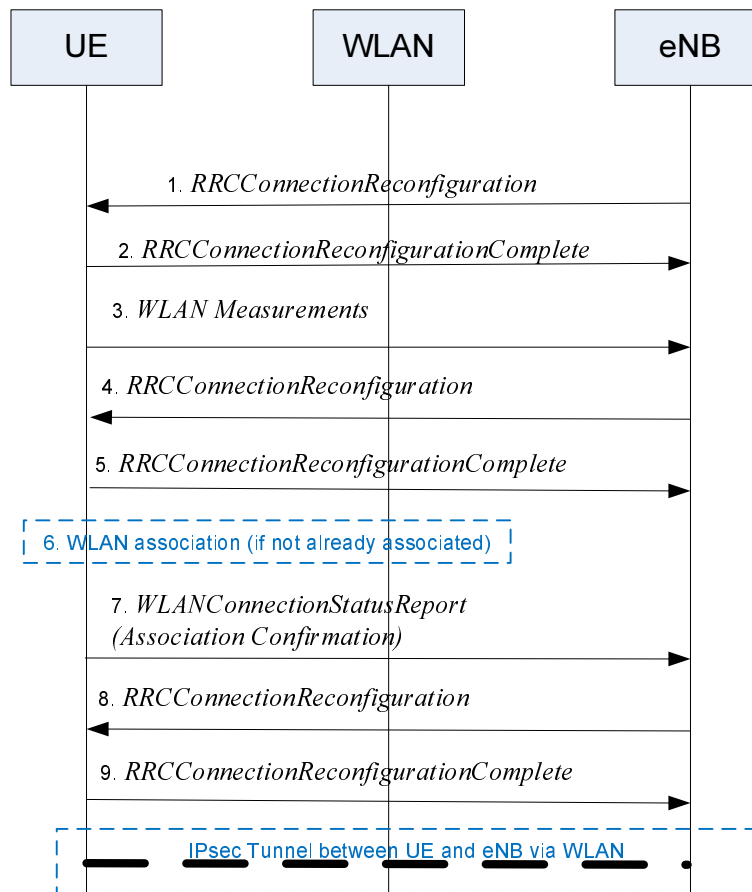 UE
WLAN
eNB
1. RRCConnectionReconfiguration
2. RRCConnectionReconfigurationComplete
3. WLAN Measurements
4. RRCConnectionReconfiguration
5. RRCConnectionReconfigurationComplete
6. WLAN association (if not already associated)
7. WLANConnectionStatusReport
(Association Confirmation)
8. RRCConnectionReconfiguration
9. RRCConnectionReconfigurationComplete
IPsec Tunnel between UE and eNB via WLAN